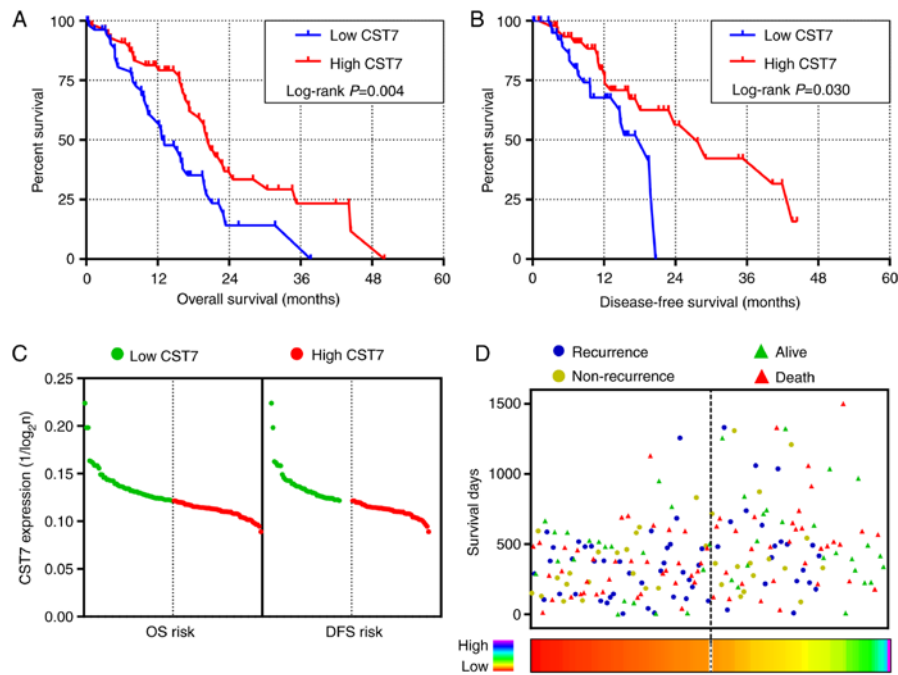 A
Low CST7
High CST7
Log-rank P=0.004
Percent survival
100
75
50
25
0
0 12 24 36 48 60
Overall survival (months)
B
Low CST7
High CST7
Log-rank P=0.030
Percent survival
100
75
50
25
0
0 12 24 36 48 60
Disease-free survival (months)
C
Low CST7
High CST7
CST7 expression (1/log2n)
0.25
0.20
0.15
0.10
0.05
0.00
OS risk
DFS risk
D
Recurrence
Alive
Non-recurrence
Death
Survival days
1500
1000
500
0
High
Low